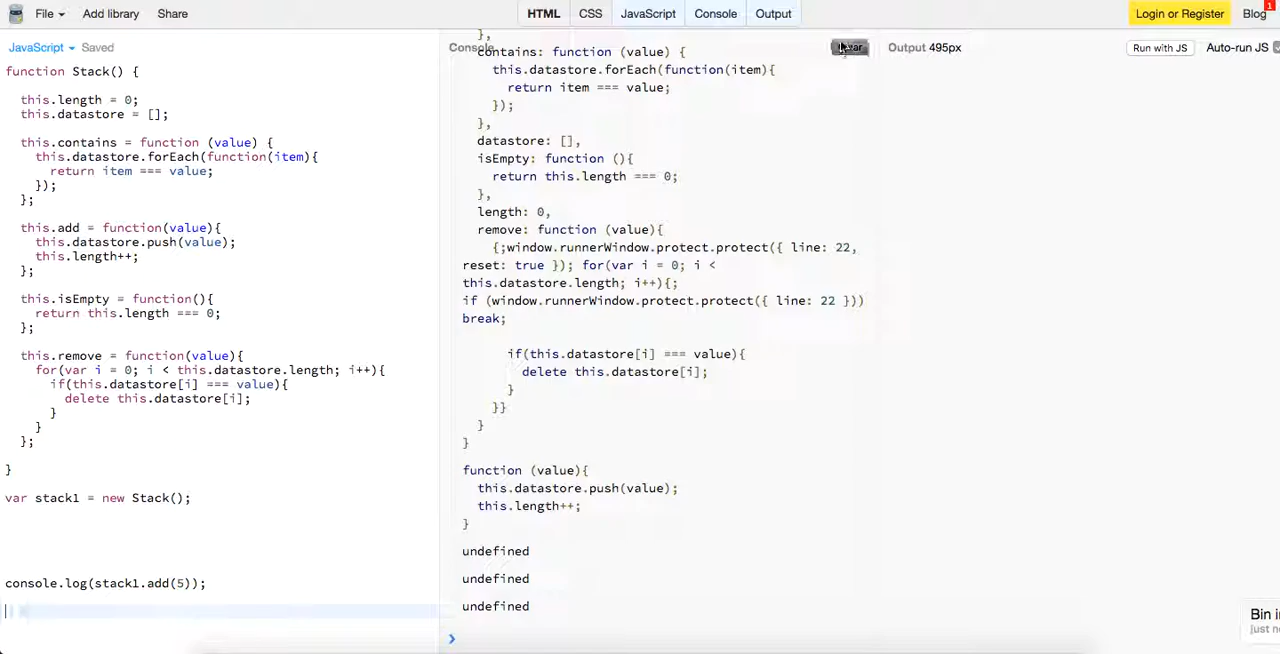 File
Add library
Share
HTML
CSS
JavaScript
Console
Output
Login or Register
Blog
1
JavaScript
Saved
function Stack() {
this.length = 0;
this.datastore = [];
this.contains = function (value) {
this.datastore.forEach(function(item){
return item === value;
});
};
this.add = function(value){
this.datastore.push(value);
this.length++;
};
this.isEmpty = function(){
return this.length === 0;
};
this.remove = function(value){
for(var i = 0; i < this.datastore.length; i++){
if(this.datastore[i] === value){
delete this.datastore[i];
}
}
};
}
var stack1 = new Stack();
console.log(stack1.add(5));
Console
},
contains: function (value) {
this.datastore.forEach(function(item){
return item === value;
});
},
datastore: [],
isEmpty: function (){
return this.length === 0;
},
length: 0,
remove: function (value){
{;window.runnerWindow.protect.protect({ line: 22,
reset: true }); for(var i = 0; i <
this.datastore.length; i++){;
if (window.runnerWindow.protect.protect({ line: 22 }))
break;
if(this.datastore[i] === value){
delete this.datastore[i];
}
}}
}
}
function (value){
this.datastore.push(value);
this.length++;
}
undefined
undefined
undefined
Output 495px
Run with JS
Auto-run JS
Bin
just